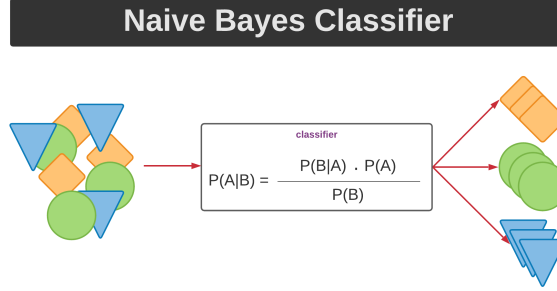 Naive Bayes Classifier
classifier
P(A|B) = P(B|A) . P(A)
P(B)